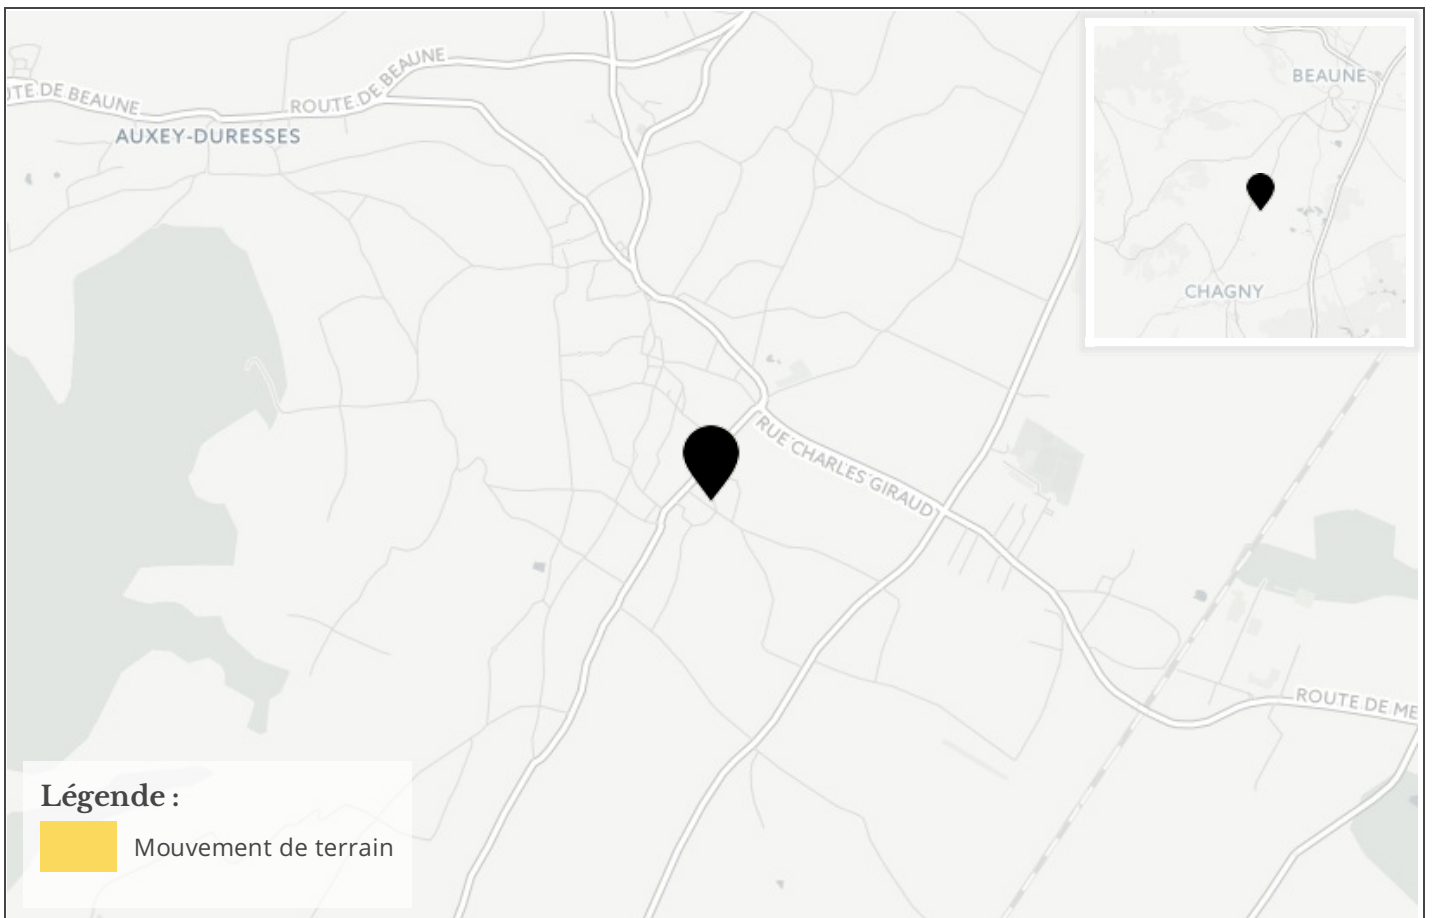 ROUTE DE BEAUNE
UTE DE BEAUNE
AUXEY-DURESSES
BEAUNE
CHAGNY
RUE CHARLES GIRAUD
ROUTE DE ME
Légende :
Mouvement de terrain